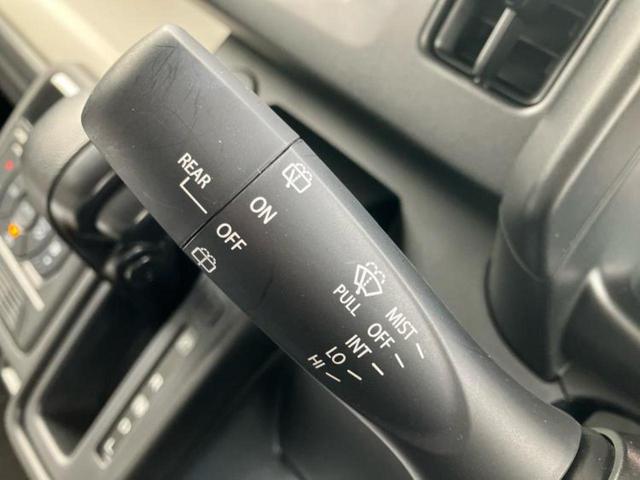 REAR
ON
OFF
PULL
MIST
OFF
INT
LO
HI